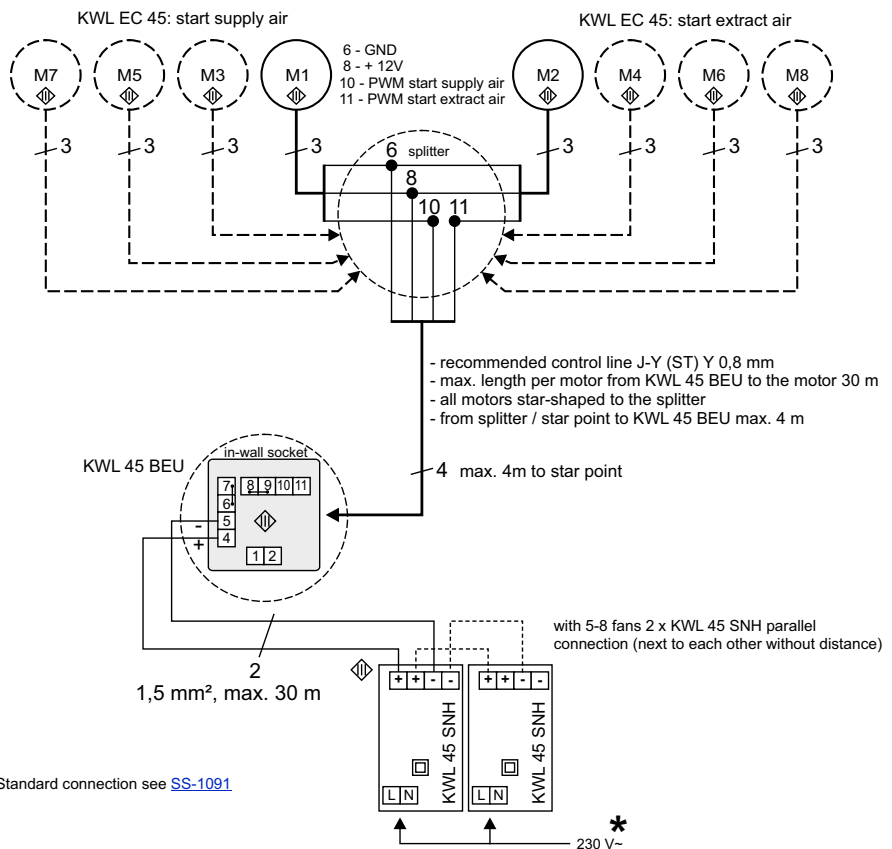 KWL EC 45: start supply air
KWL EC 45: start extract air
M7
M5
M3
M1
M2
M4
M6
M8
6 - GND
8 - + 12V
10 - PWM start supply air
11 - PWM start extract air
3
3
3
3
3
3
3
3
6 splitter
8
10 11
- recommended control line J-Y (ST) Y 0,8 mm
- max. length per motor from KWL 45 BEU to the motor 30 m
- all motors star-shaped to the splitter
- from splitter / star point to KWL 45 BEU max. 4 m
4 max. 4m to star point
KWL 45 BEU
in-wall socket
7
8 9 10 11
6
- 5
+ 4
1 2
2
1,5 mm², max. 30 m
with 5-8 fans 2 x KWL 45 SNH parallel
connection (next to each other without distance)
+ + - -
+ + - -
KWL 45 SNH
KWL 45 SNH
L N
L N
Standard connection see SS-1091
*
230 V~